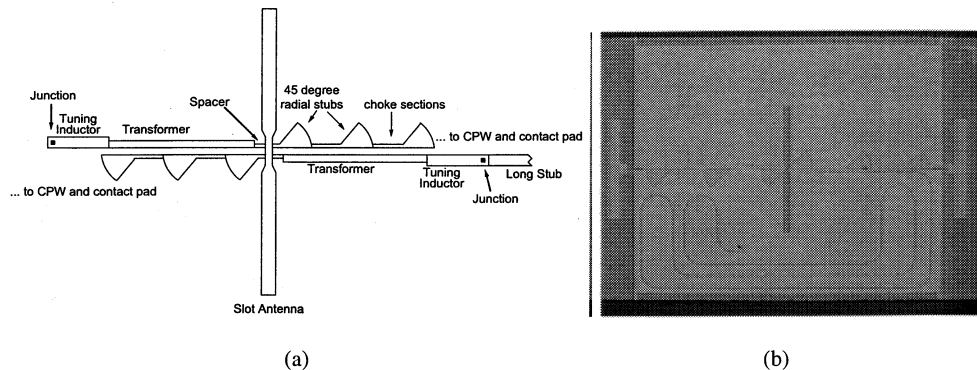 Junction
Tuning
Inductor
Transformer
Spacer
45 degree
radial stubs
choke sections
... to CPW and contact pad
... to CPW and contact pad
Transformer
Tuning
Inductor
Long Stub
Junction
Slot Antenna
(a)
(b)